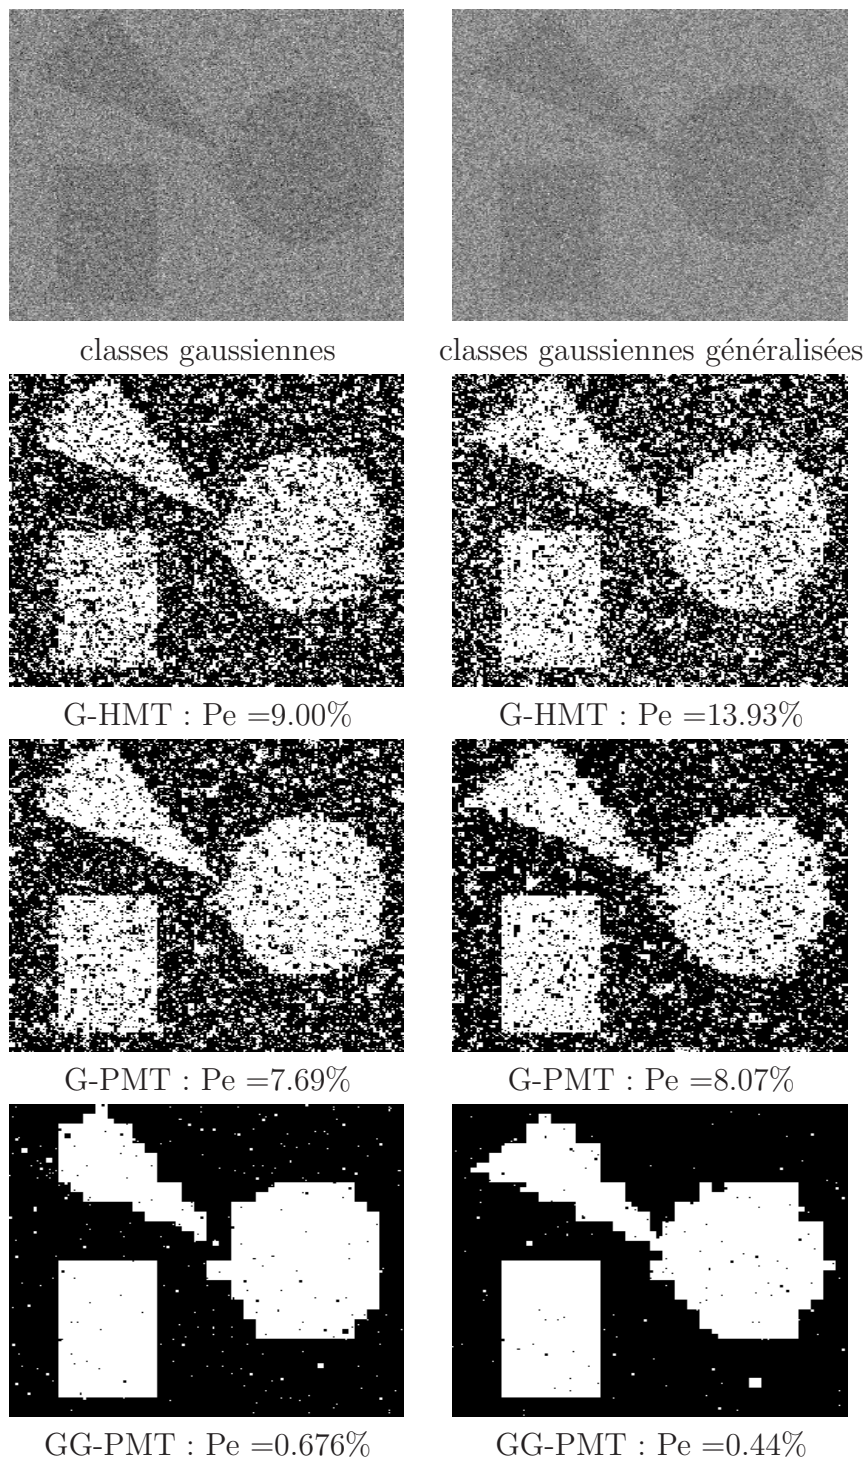 classes gaussiennes
classes gaussiennes généralisées
G-HMT : Pe =9.00%
G-HMT : Pe =13.93%
G-PMT : Pe =7.69%
G-PMT : Pe =8.07%
GG-PMT : Pe =0.676%
GG-PMT : Pe =0.44%